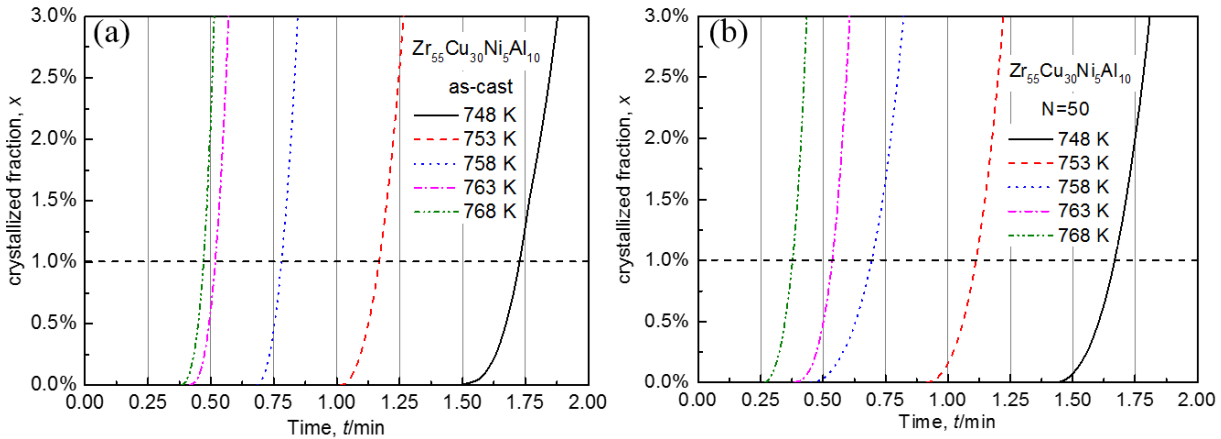 (a)
Zr₅₅Cu₃₀Ni₅Al₁₀
as-cast
748 K
753 K
758 K
763 K
768 K
3.0%
2.5%
2.0%
1.5%
1.0%
0.5%
0.0%
crystallized fraction, x
0.00 0.25 0.50 0.75 1.00 1.25 1.50 1.75 2.00
Time, t/min
(b)
Zr₅₅Cu₃₀Ni₅Al₁₀
N=50
748 K
753 K
758 K
763 K
768 K
3.0%
2.5%
2.0%
1.5%
1.0%
0.5%
0.0%
crystallized fraction, x
0.00 0.25 0.50 0.75 1.00 1.25 1.50 1.75 2.00
Time, t/min